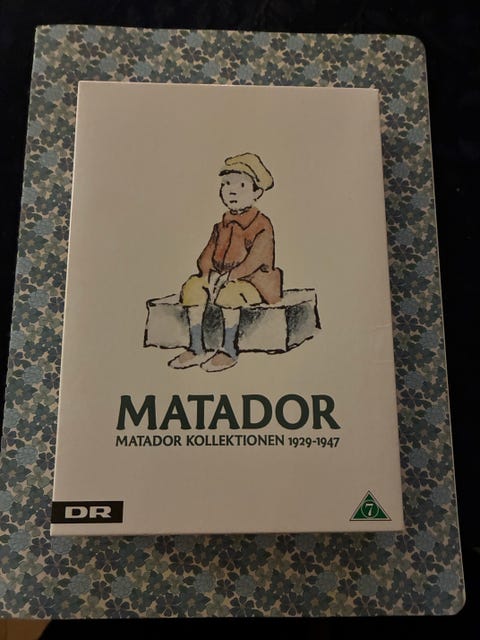 MATADOR
MATADOR KOLLEKTIONEN 1929-1947
DR
7